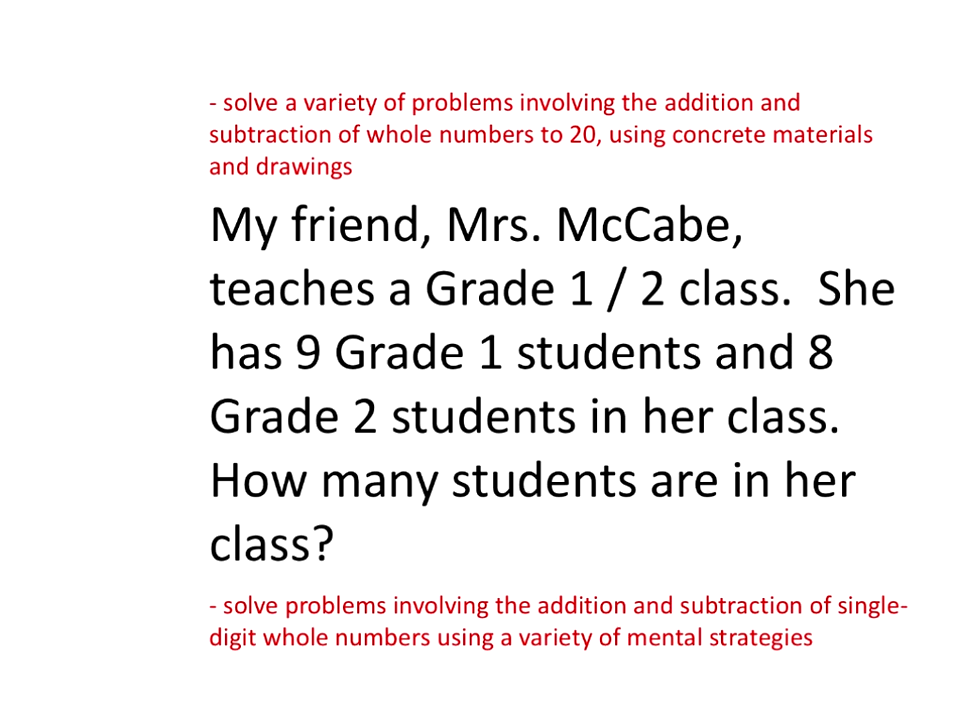 - solve a variety of problems involving the addition and
subtraction of whole numbers to 20, using concrete materials
and drawings
My friend, Mrs. McCabe,
teaches a Grade 1 / 2 class.  She
has 9 Grade 1 students and 8
Grade 2 students in her class.
How many students are in her
class?
- solve problems involving the addition and subtraction of single-
digit whole numbers using a variety of mental strategies